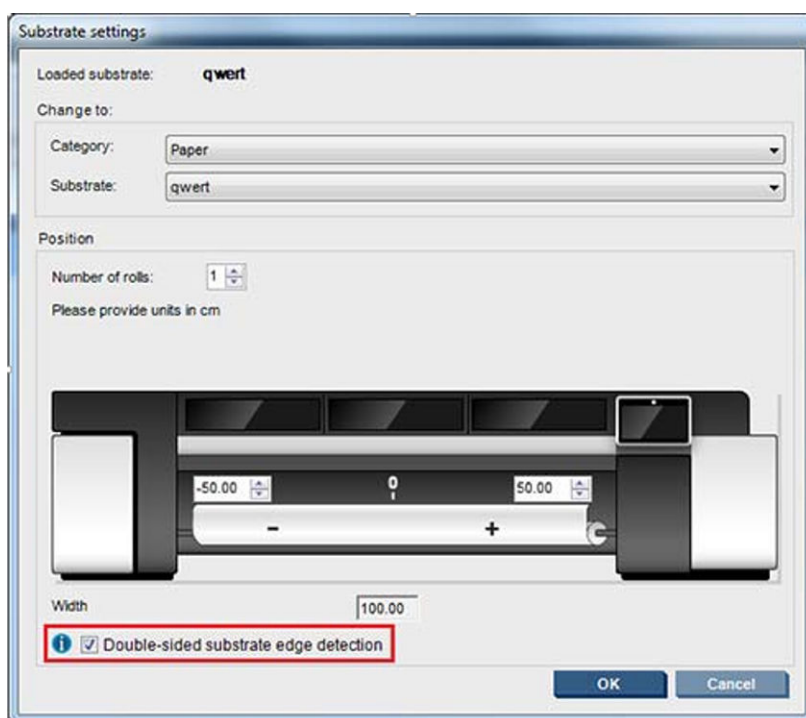 Substrate settings
Loaded substrate: qwert
Change to:
Category: Paper
Substrate: qwert
Position
Number of rolls: 1
Please provide units in cm
-50.00 0 50.00
- +
Width 100.00
i Double-sided substrate edge detection
OK Cancel